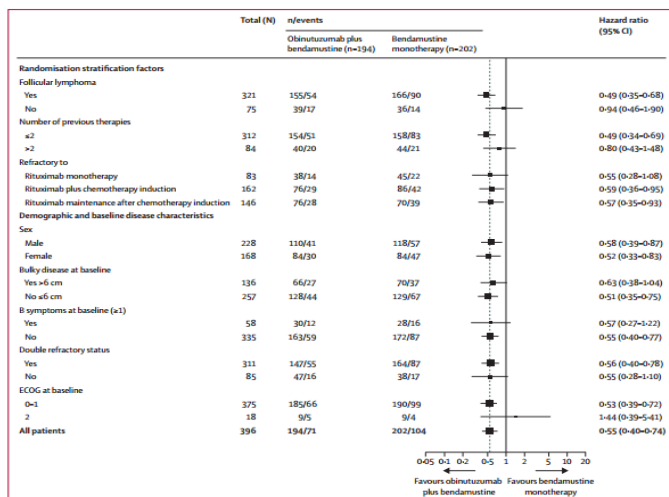 Total (N) n/events Hazard ratio (95% CI)
Obinutuzumab plus bendamustine (n=194) Bendamustine monotherapy (n=202)
Randomisation stratification factors
Follicular lymphoma
Yes 321 155/54 166/90 0·49 (0·35–0·68)
No 75 39/17 36/14 0·94 (0·46–1·90)
Number of previous therapies
≤2 312 154/51 158/83 0·49 (0·34–0·69)
>2 84 40/20 44/21 0·80 (0·43–1·48)
Refractory to
Rituximab monotherapy 83 38/14 45/22 0·55 (0·28–1·08)
Rituximab plus chemotherapy induction 162 76/29 86/42 0·59 (0·36–0·95)
Rituximab maintenance after chemotherapy induction 146 76/28 70/39 0·57 (0·35–0·93)
Demographic and baseline disease characteristics
Sex
Male 228 110/41 118/57 0·58 (0·39–0·87)
Female 168 84/30 84/47 0·52 (0·33–0·83)
Bulky disease at baseline
Yes >6 cm 136 66/27 70/37 0·63 (0·38–1·04)
No ≤6 cm 257 128/44 129/67 0·51 (0·35–0·75)
B symptoms at baseline (≥1)
Yes 58 30/12 28/16 0·57 (0·27–1·22)
No 335 163/59 172/87 0·55 (0·40–0·77)
Double refractory status
Yes 311 147/55 164/87 0·56 (0·40–0·78)
No 85 47/16 38/17 0·55 (0·28–1·10)
ECOG at baseline
0–1 375 185/66 190/99 0·53 (0·39–0·72)
2 18 9/5 9/4 1·44 (0·39–5·41)
All patients 396 194/71 202/104 0·55 (0·40–0·74)
0·05 0·1 0·2 0·5 1 2 5 10 20
Favours obinutuzumab plus bendamustine Favours bendamustine monotherapy